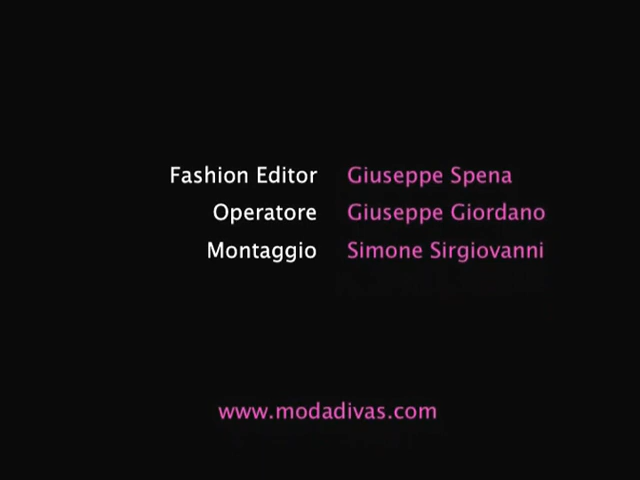 Fashion Editor Giuseppe Spena
Operatore Giuseppe Giordano
Montaggio Simone Sirgiovanni
www.modadivas.com